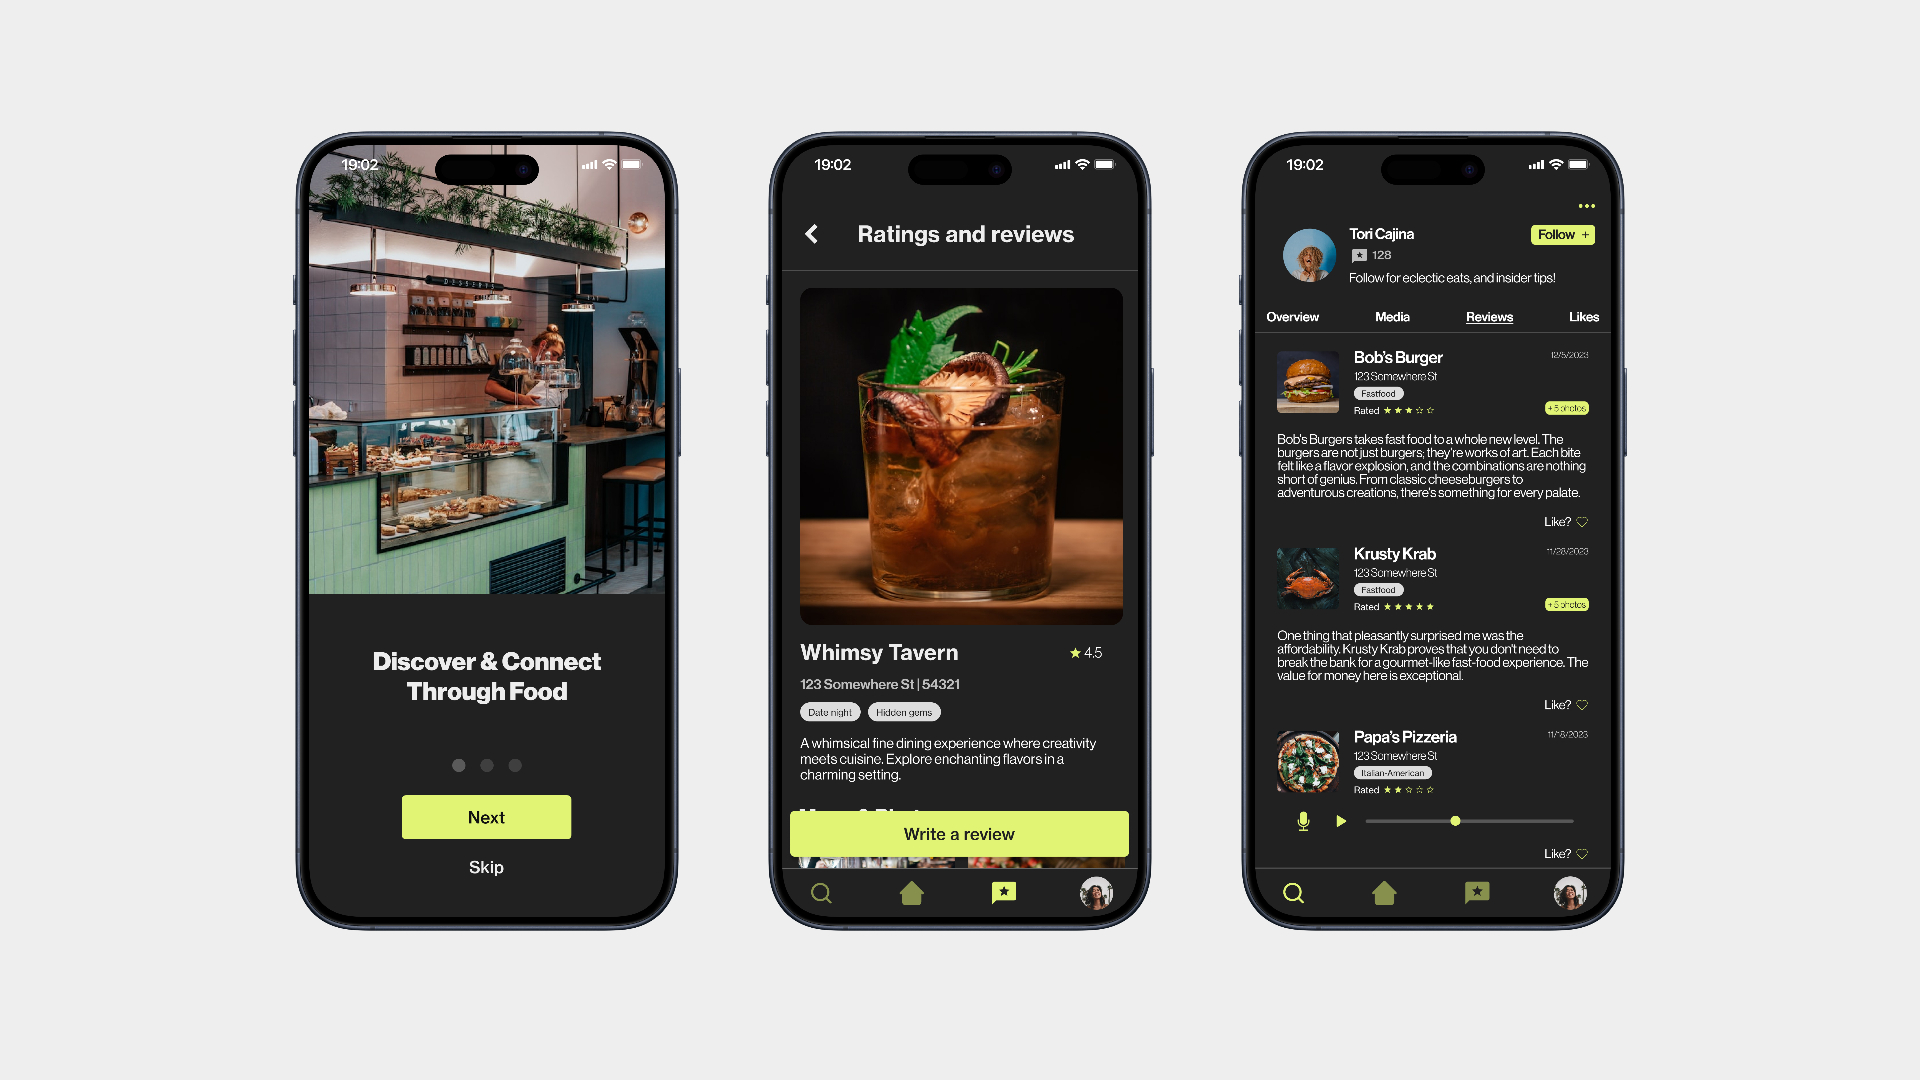 19:02
DESSERTS
Discover & Connect
Through Food
Next
Skip
19:02
Ratings and reviews
Whimsy Tavern
4.5
123 Somewhere St | 54321
Date night
Hidden gems
A whimsical fine dining experience where creativity
meets cuisine. Explore enchanting flavors in a
charming setting.
Write a review
19:02
Tori Cajina
Follow +
128
Follow for eclectic eats, and insider tips!
Overview
Media
Reviews
Likes
Bob's Burger
12/5/2023
123 Somewhere St
Fastfood
Rated
+ 5 photos
Bob's Burgers takes fast food to a whole new level. The
burgers are not just burgers; they're works of art. Each bite
felt like a flavor explosion, and the combinations are nothing
short of genius. From classic cheeseburgers to
adventurous creations, there's something for every palate.
Like?
Krusty Krab
11/28/2023
123 Somewhere St
Fastfood
Rated
+ 5 photos
One thing that pleasantly surprised me was the
affordability. Krusty Krab proves that you don't need to
break the bank for a gourmet-like fast-food experience. The
value for money here is exceptional.
Like?
Papa's Pizzeria
11/18/2023
123 Somewhere St
Italian-American
Rated
Like?